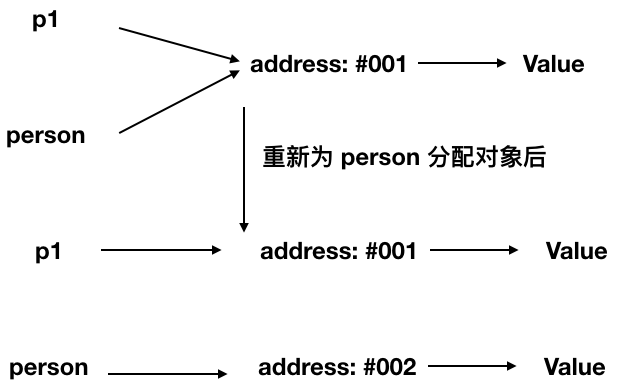 p1
address: #001 Value
person
重新为 person 分配对象后
p1 address: #001 Value
person address: #002 Value